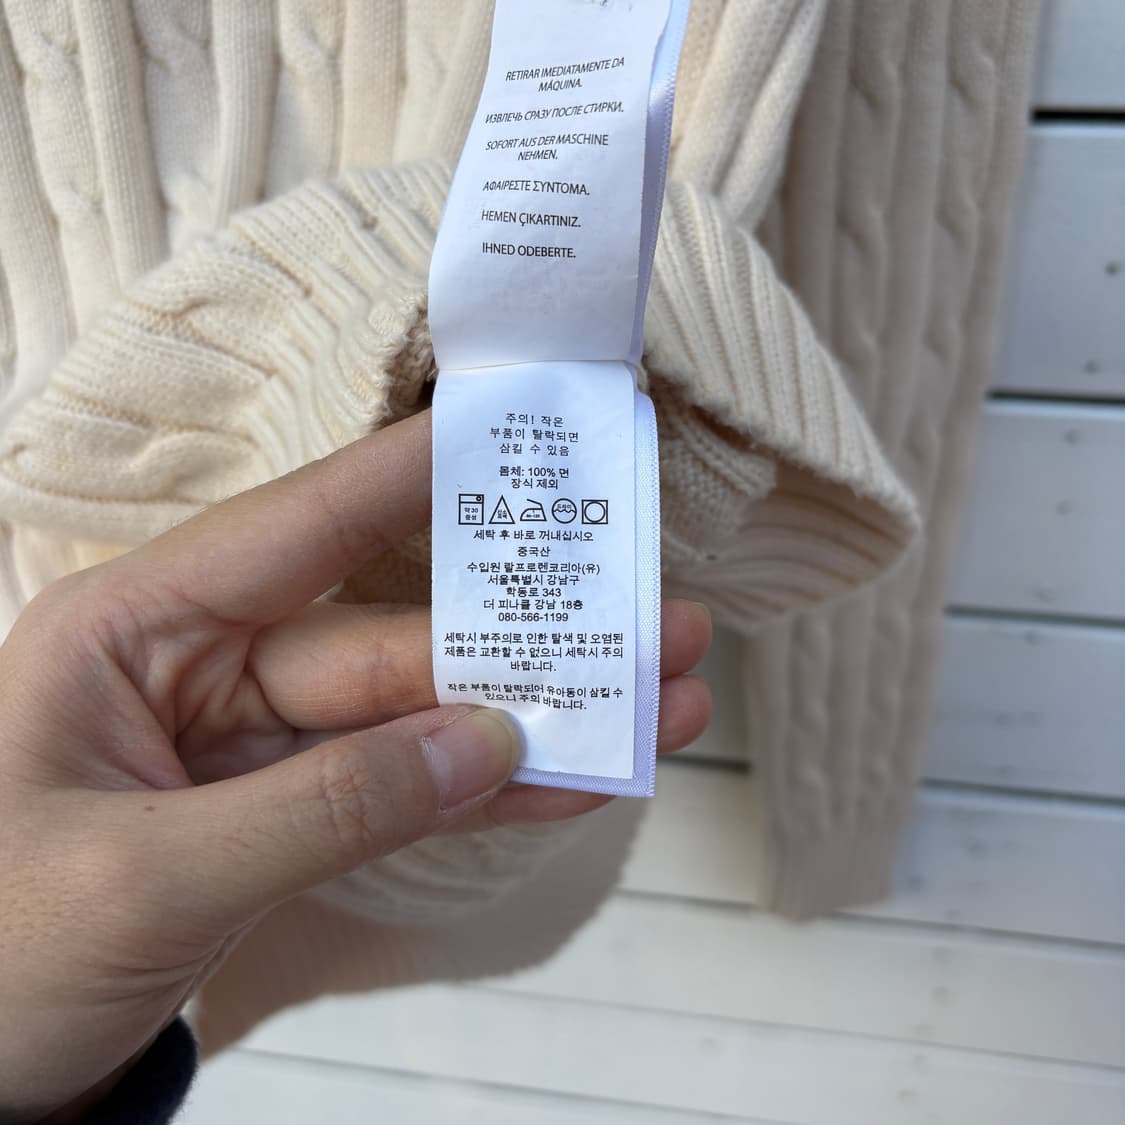 RETIRAR IMEDIATAMENTE DA
MÁQUINA.
ИЗВЛЕЧЬ СРАЗУ ПОСЛЕ СТИРКИ.
SOFORT AUS DER MASCHINE
NEHMEN.
ΑΦΑΙΡΕΣΤΕ ΣΥΝΤΟΜΑ.
HEMEN ÇIKARTINIZ.
IHNED ODEBERTE.
주의! 작은
부품이 탈락되면
삼킬 수 있음
몸체: 100% 면
장식 제외
약 30
중성
드라이
세탁 후 바로 꺼내십시오
중국산
수입원 랄프로렌코리아(유)
서울특별시 강남구
학동로 343
더 피나클 강남 18층
080-566-1199
세탁시 부주의로 인한 탈색 및 오염된
제품은 교환할 수 없으니 세탁시 주의
바랍니다.
작은 부품이 탈락되어 유아동이 삼킬 수
있으니 주의 바랍니다.